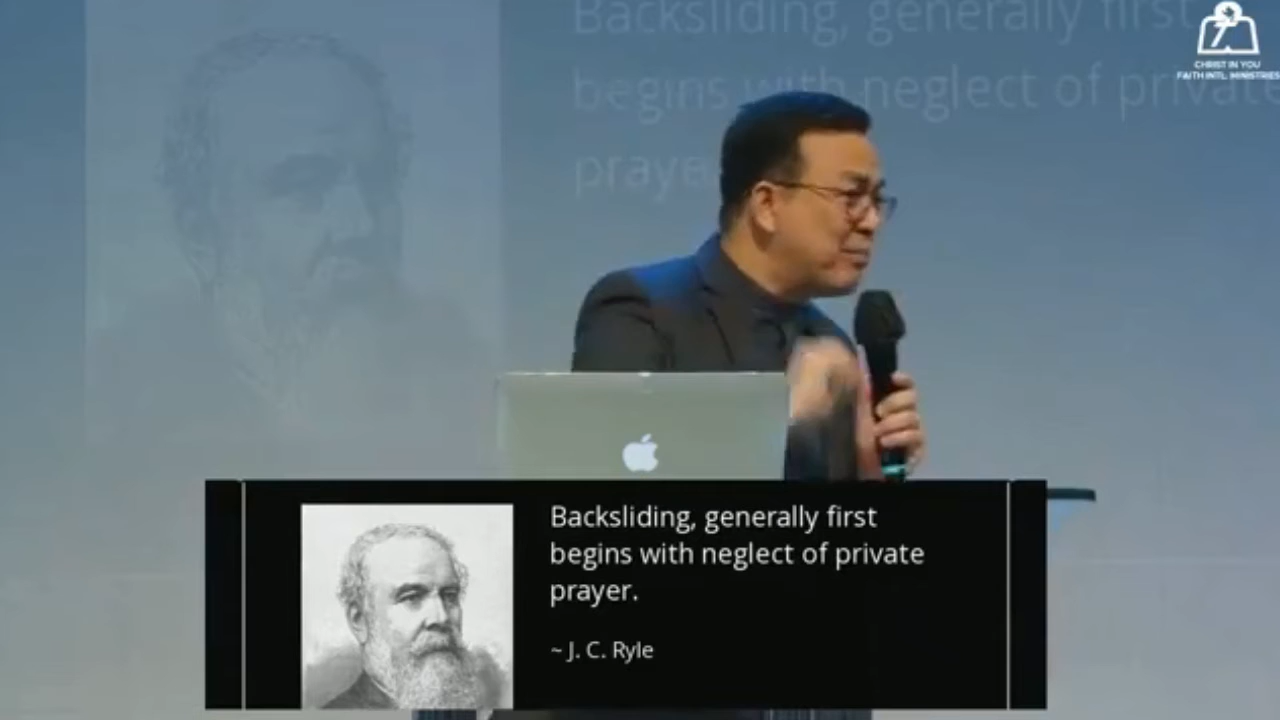 Backsliding, generally first
begins with neglect of private
prayer
CHRIST IN YOU
FAITH INTL. MINISTRIES
Backsliding, generally first
begins with neglect of private
prayer.
~ J. C. Ryle